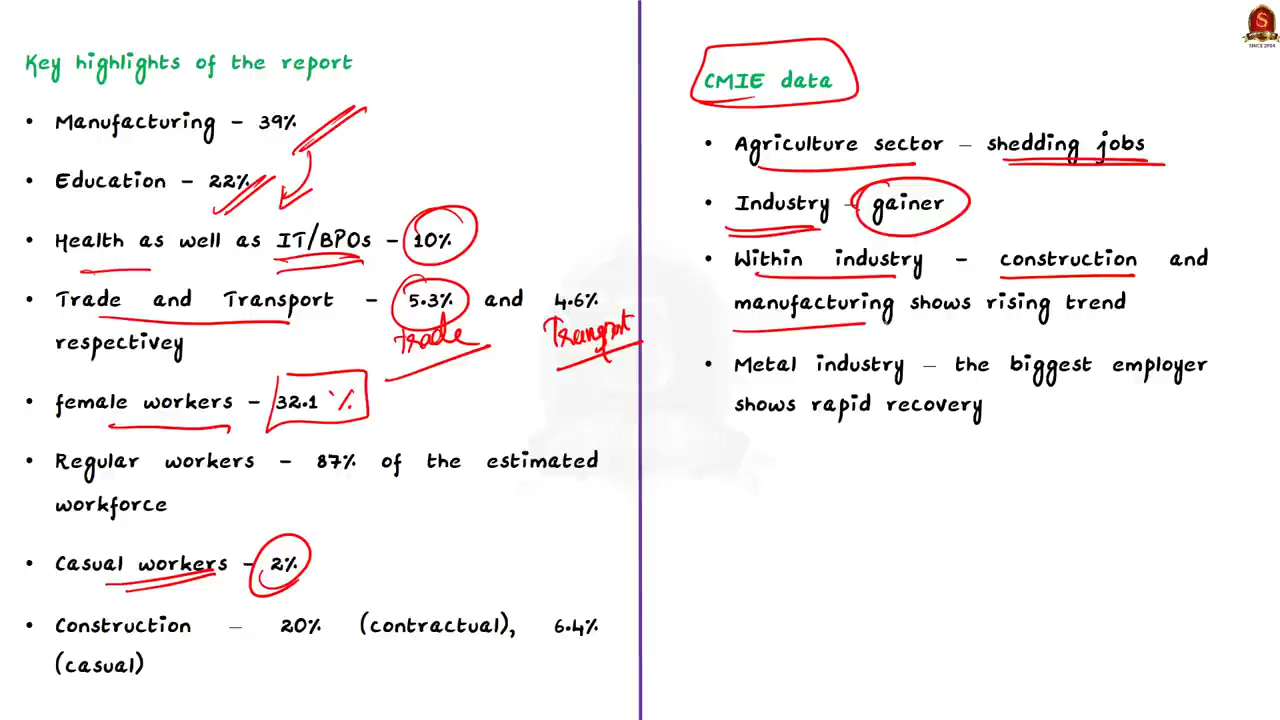 Key highlights of the report
• Manufacturing - 39%
• Education - 22%
• Health as well as IT/BPOs - 10%
• Trade and Transport - 5.3% and 4.6%
respectivey
Trade
Transport
• female workers - 32.1 %
• Regular workers - 87% of the estimated
workforce
• Casual workers - 2%
• Construction - 20% (contractual), 6.4%
(casual)
CMIE data
• Agriculture sector - shedding jobs
• Industry - gainer
• Within industry - construction and
manufacturing shows rising trend
• Metal industry - the biggest employer
shows rapid recovery
S
SINCE 2004